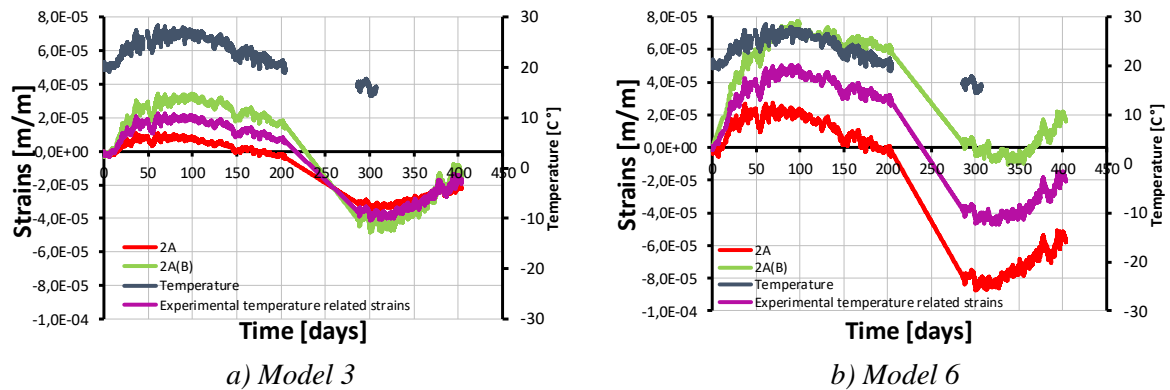 8,0E-05
6,0E-05
4,0E-05
2,0E-05
0,0E+00
-2,0E-05
-4,0E-05
-6,0E-05
-8,0E-05
-1,0E-04
Strains [m/m]
0 50 100 150 200 250 300 350 400 450
30
20
10
0
-10
-20
-30
Temperature [C°]
2A
2A(B)
Temperature
Experimental temperature related strains
Time [days]
a) Model 3
8,0E-05
6,0E-05
4,0E-05
2,0E-05
0,0E+00
-2,0E-05
-4,0E-05
-6,0E-05
-8,0E-05
-1,0E-04
Strains [m/m]
0 50 100 150 200 250 300 350 400 450
30
20
10
0
-10
-20
-30
Temperature [C°]
2A
2A(B)
Temperature
Experimental temperature related strains
Time [days]
b) Model 6